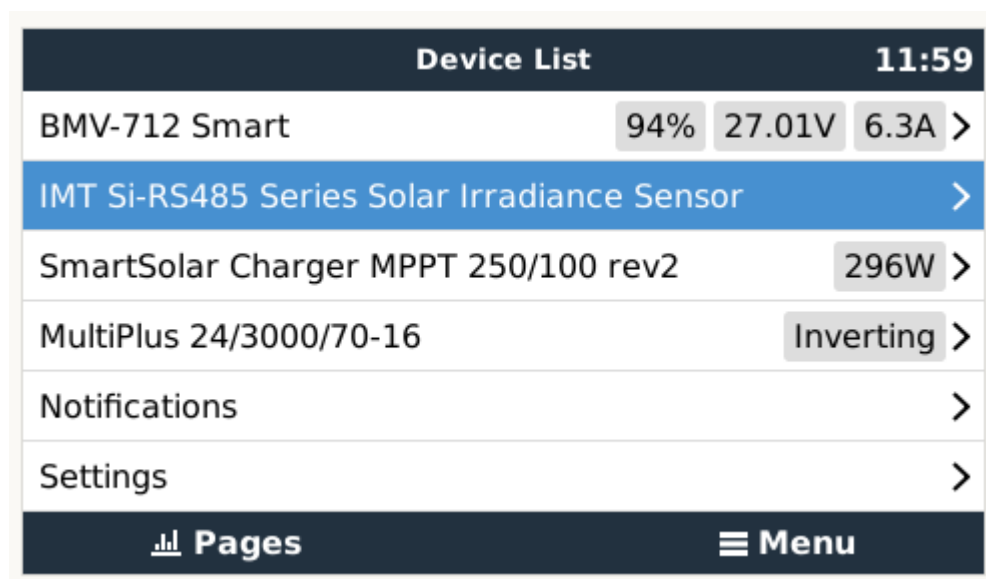 Device List 11:59
BMV-712 Smart 94% 27.01V 6.3A
IMT Si-RS485 Series Solar Irradiance Sensor
SmartSolar Charger MPPT 250/100 rev2 296W
MultiPlus 24/3000/70-16 Inverting
Notifications
Settings
Pages Menu